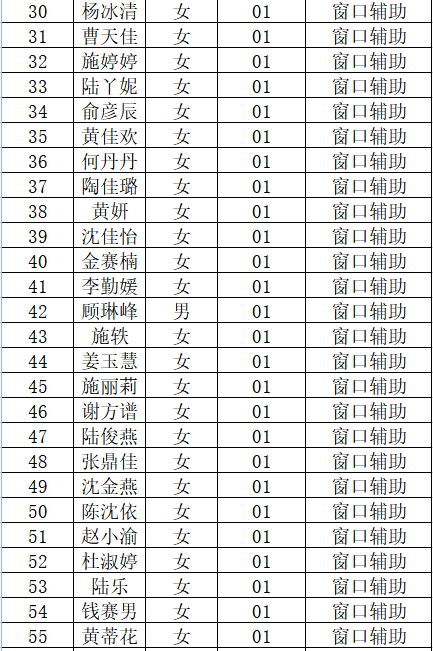 30 杨冰清 女 01 窗口辅助
31 曹天佳 女 01 窗口辅助
32 施婷婷 女 01 窗口辅助
33 陆丫妮 女 01 窗口辅助
34 俞彦辰 女 01 窗口辅助
35 黄佳欢 女 01 窗口辅助
36 何丹丹 女 01 窗口辅助
37 陶佳璐 女 01 窗口辅助
38 黄妍 女 01 窗口辅助
39 沈佳怡 女 01 窗口辅助
40 金赛楠 女 01 窗口辅助
41 李勤媛 女 01 窗口辅助
42 顾琳峰 男 01 窗口辅助
43 施轶 女 01 窗口辅助
44 姜玉慧 女 01 窗口辅助
45 施丽莉 女 01 窗口辅助
46 谢方谱 女 01 窗口辅助
47 陆俊燕 女 01 窗口辅助
48 张鼎佳 女 01 窗口辅助
49 沈金燕 女 01 窗口辅助
50 陈沈依 女 01 窗口辅助
51 赵小渝 女 01 窗口辅助
52 杜淑婷 女 01 窗口辅助
53 陆乐 女 01 窗口辅助
54 钱赛男 女 01 窗口辅助
55 黄蒂花 女 01 窗口辅助